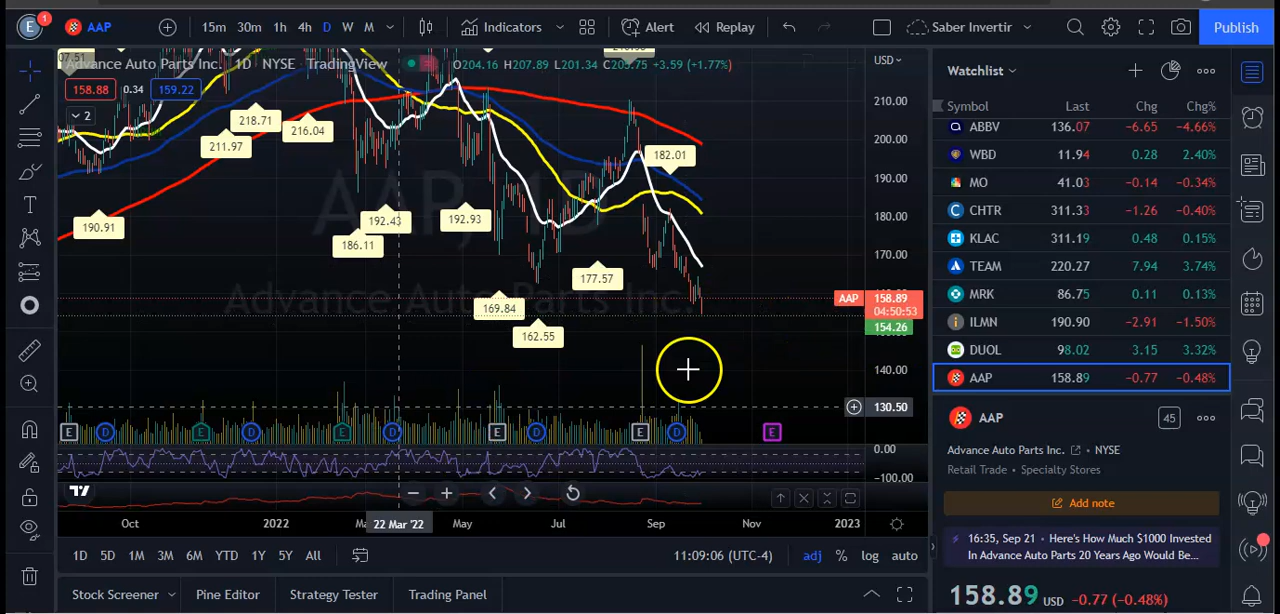 E 1 AAP 15m 30m 1h 4h D W M Indicators Alert Replay Saber Invertir Publish
Advance Auto Parts Inc. 1D NYSE TradingView O204.16 H207.89 L201.34 C205.75 +3.59 (+1.77%)
158.88 0.34 159.22
2
USD
210.00
200.00
190.00
180.00
170.00
140.00
AAP 158.89
04:50:53
154.26
130.50
0.00
-100.00
AAP, 1D
Advance Auto Parts Inc.
190.91
211.97
218.71
216.04
186.11
192.43
192.93
169.84
162.55
177.57
182.01
E D E D E D E D E D E
Oct 2022 22 Mar '22 May Jul Sep Nov 2023
1D 5D 1M 3M 6M YTD 1Y 5Y All 11:09:06 (UTC-4) adj % log auto
Stock Screener Pine Editor Strategy Tester Trading Panel
Watchlist
Symbol Last Chg Chg%
ABBV 136.07 -6.65 -4.66%
WBD 11.94 0.28 2.40%
MO 41.03 -0.14 -0.34%
CHTR 311.33 -1.26 -0.40%
KLAC 311.19 0.48 0.15%
TEAM 220.27 7.94 3.74%
MRK 86.75 0.11 0.13%
ILMN 190.90 -2.91 -1.50%
DUOL 98.02 3.15 3.32%
AAP 158.89 -0.77 -0.48%
AAP 45
Advance Auto Parts Inc. • NYSE
Retail Trade • Specialty Stores
Add note
16:35, Sep 21 • Here's How Much $1000 Invested
In Advance Auto Parts 20 Years Ago Would Be...
158.89 USD -0.77 (-0.48%)